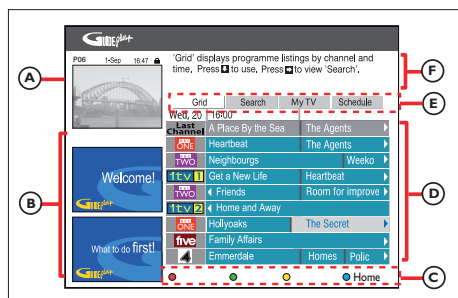 GUIDE plus+
P06 1-Sep 16:47
'Grid' displays programme listings by channel and
time, Press to use, Press to view 'Search'.
Grid Search My TV Schedule
Wed, 20 16:00
Last Channel A Place By the Sea The Agents
BBC ONE Heartbeat The Agents
BBC TWO Neighbourgs Weeko
itv 1 Get a New Life Heartbeat
BBC TWO Friends Room for improve
itv 2 Home and Away
BBC ONE Hollyoaks The Secret
five Family Affairs
4 Emmerdale Homes Polic
Home
Welcome!
GUIDE plus+
What to do first!
GUIDE plus+
A
B
F
E
D
C